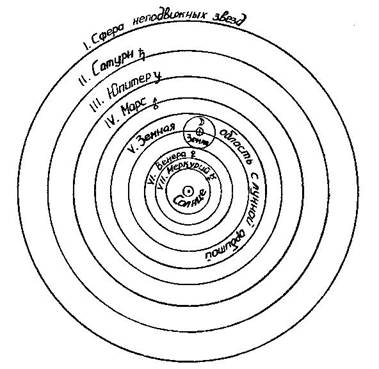 I. Сфера неподвижных звезд
II. Сатурн ♄
III. Юпитер
IV. Марс
V. Земная область с лунной орбитой
Земля
VI. Венера ♀
VII. Меркурий
Солнце